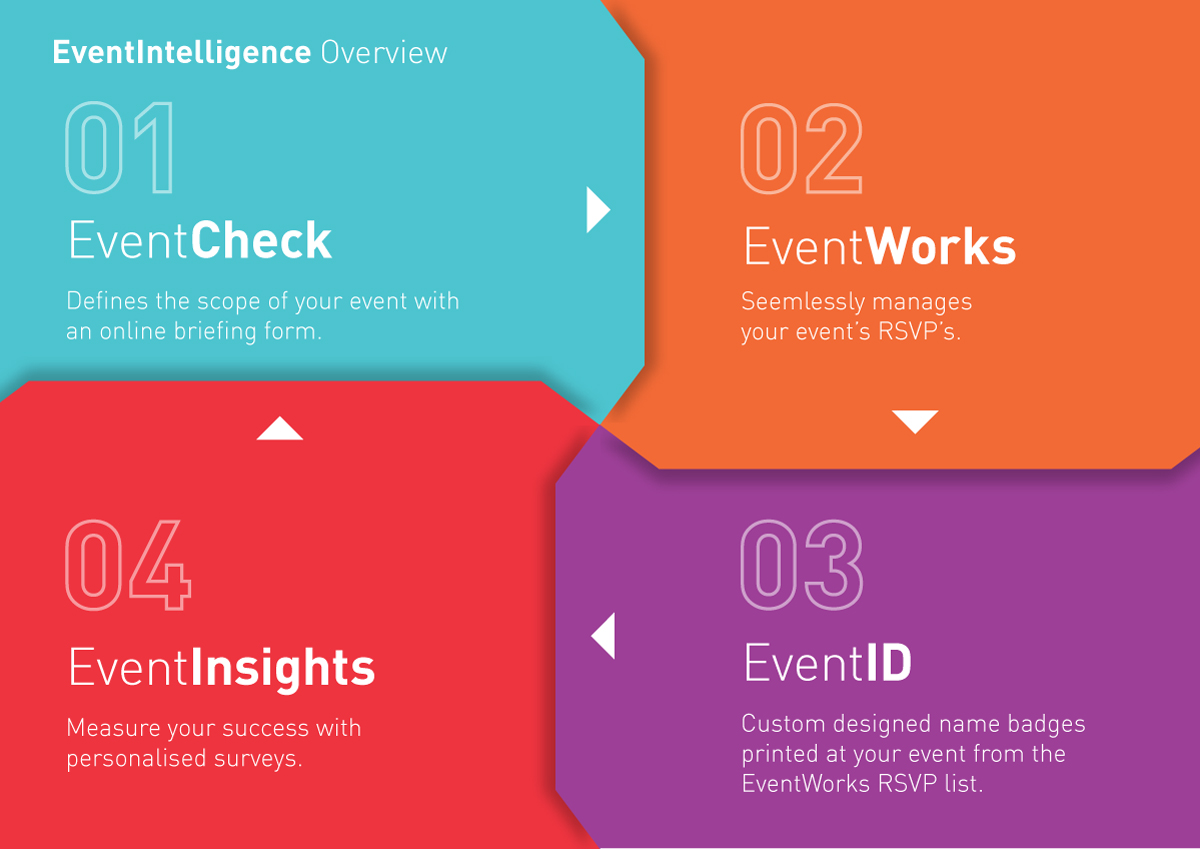 EventIntelligence Overview
01
EventCheck
Defines the scope of your event with
an online briefing form.
02
EventWorks
Seemlessly manages
your event's RSVP's.
03
EventID
Custom designed name badges
printed at your event from the
EventWorks RSVP list.
04
EventInsights
Measure your success with
personalised surveys.